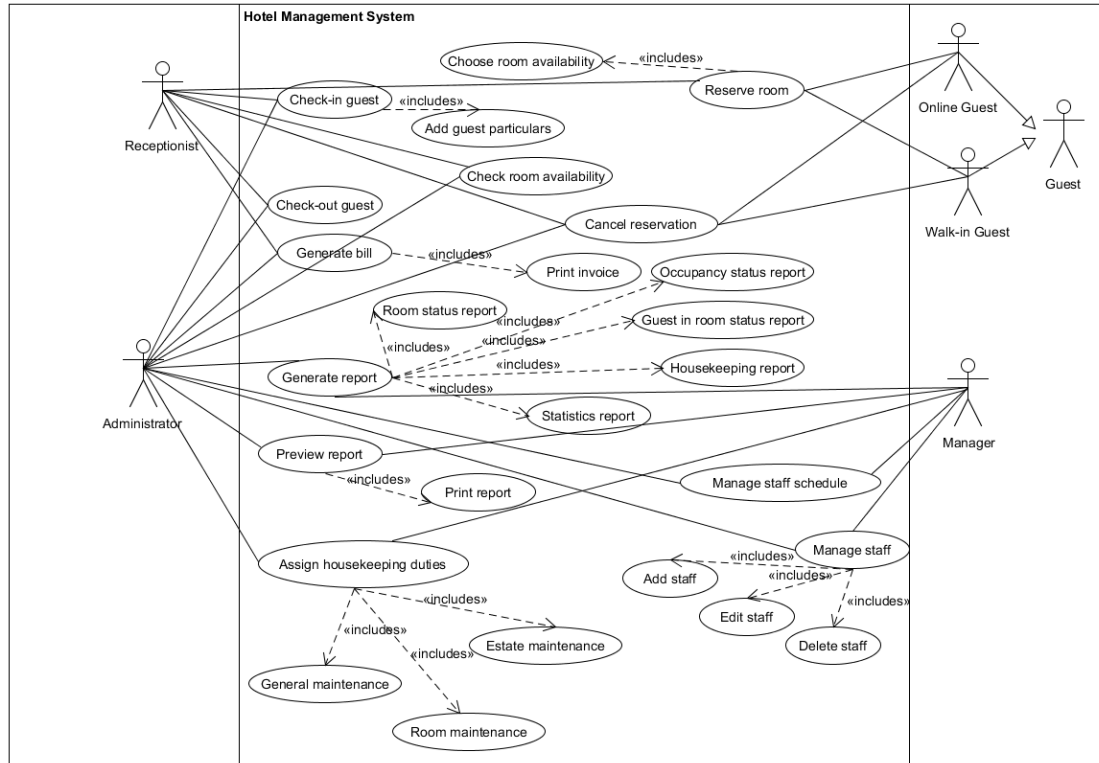 Hotel Management System
Choose room availability
«includes»
Reserve room
Online Guest
Check-in guest
«includes»
Add guest particulars
Receptionist
Guest
Check room availability
Check-out guest
Cancel reservation
Walk-in Guest
Generate bill
«includes»
Print invoice
Occupancy status report
Room status report
«includes»
Guest in room status report
«includes»
«includes»
«includes»
Housekeeping report
Generate report
«includes»
Statistics report
Administrator
Manager
Preview report
«includes»
Print report
Manage staff schedule
Assign housekeeping duties
Manage staff
«includes»
Add staff
«includes»
Edit staff
«includes»
Delete staff
«includes»
«includes»
«includes»
Estate maintenance
General maintenance
Room maintenance